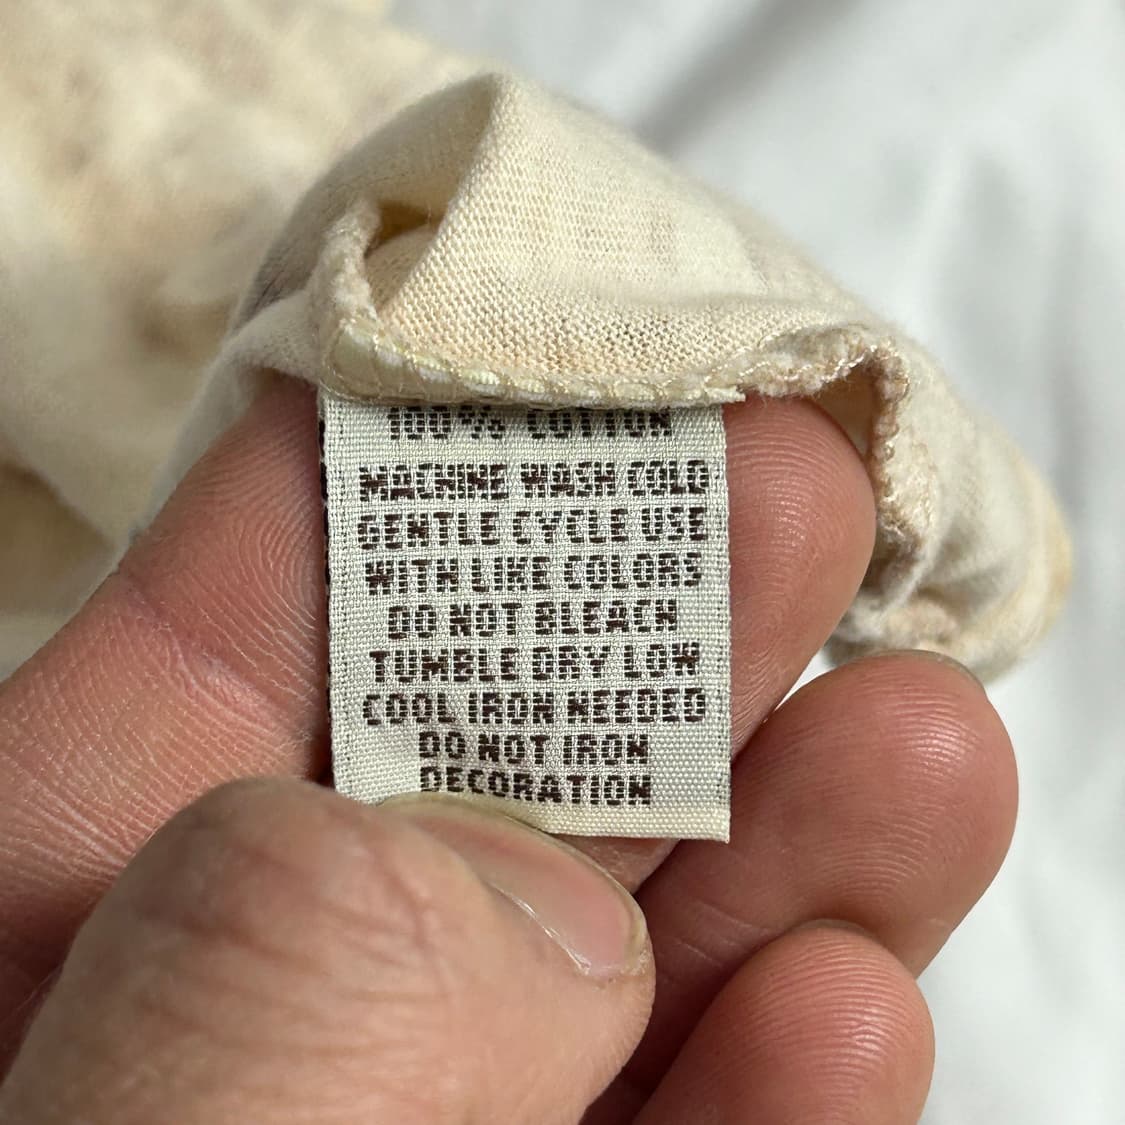 100% COTTON
MACHINE WASH COLD
GENTLE CYCLE USE
WITH LIKE COLORS
DO NOT BLEACH
TUMBLE DRY LOW
COOL IRON NEEDED
DO NOT IRON
DECORATION